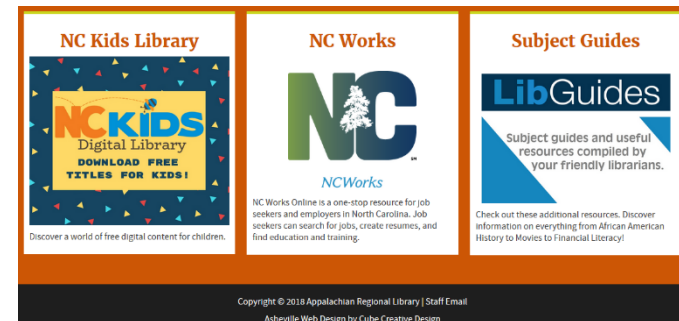 NC Kids Library
NCKIDS
Digital Library
DOWNLOAD FREE
TITLES FOR KIDS!
Discover a world of free digital content for children.
NC Works
NC
SM
NCWorks
NC Works Online is a one-stop resource for job
seekers and employers in North Carolina. Job
seekers can search for jobs, create resumes, and
find education and training.
Subject Guides
LibGuides
Subject guides and useful
resources compiled by
your friendly librarians.
Check out these additional resources. Discover
information on everything from African American
History to Movies to Financial Literacy!
Copyright © 2018 Appalachian Regional Library | Staff Email
Asheville Web Design by Cube Creative Design